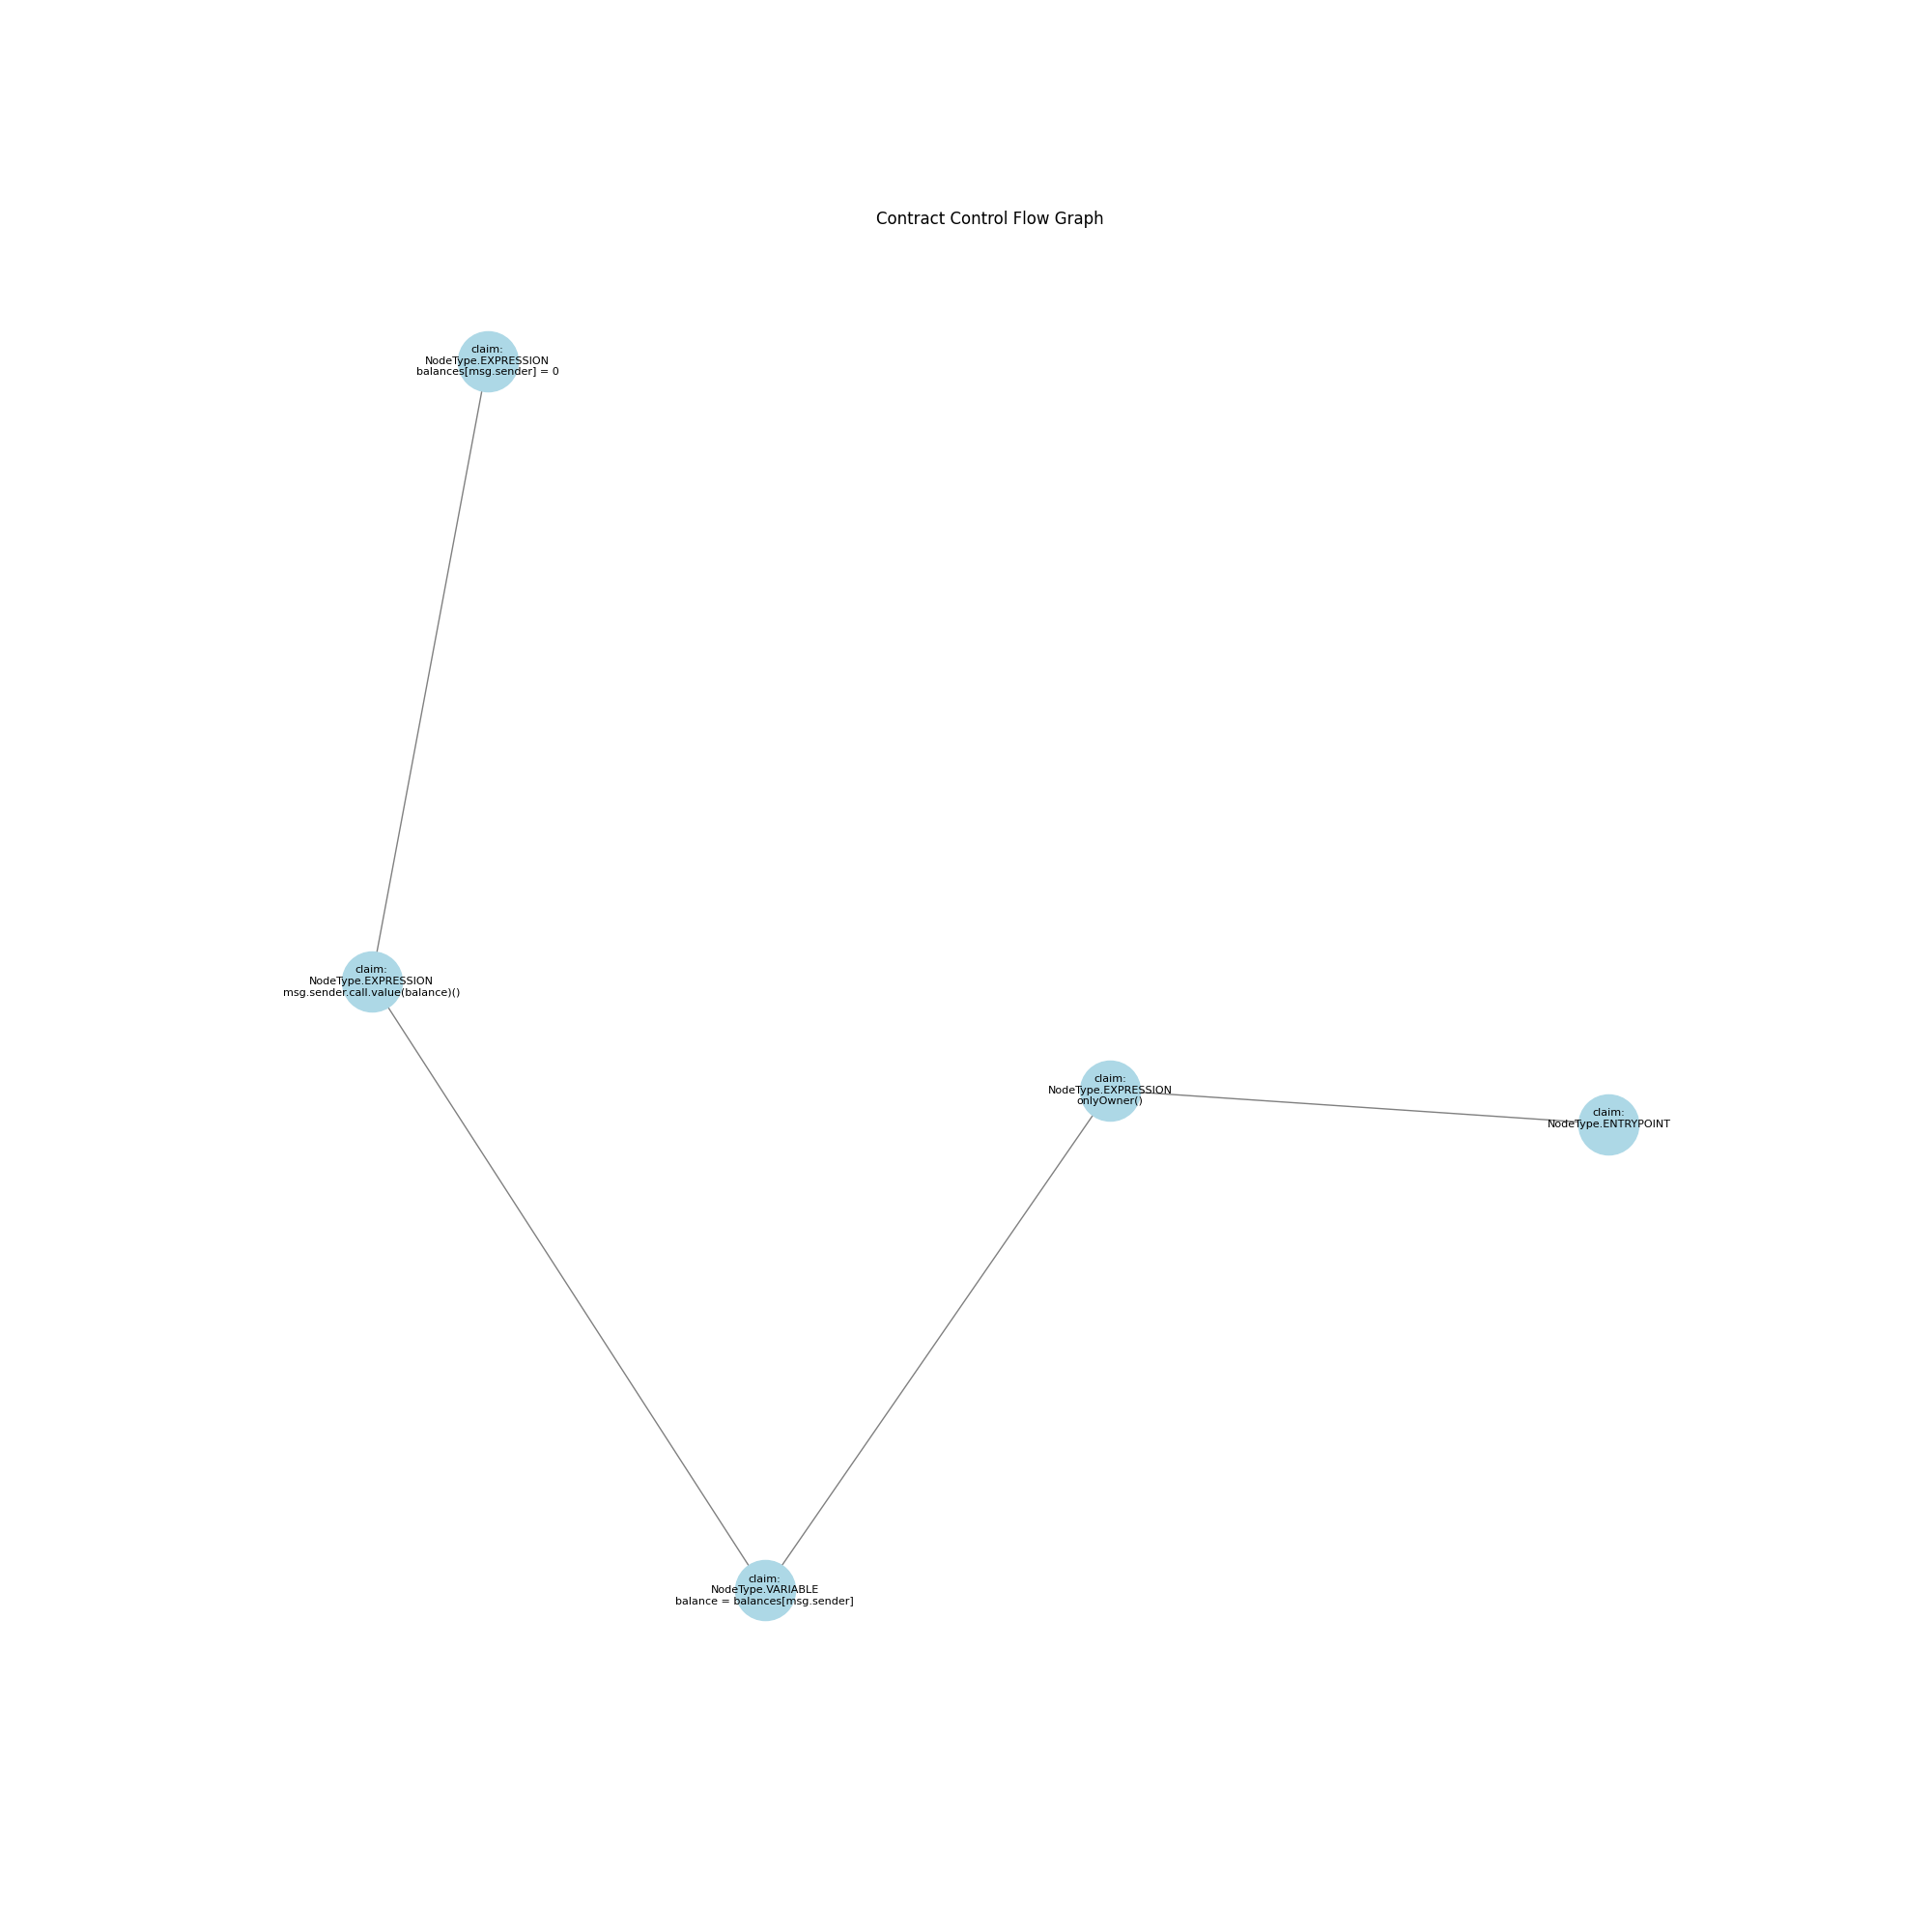 Contract Control Flow Graph
claim:
NodeType.EXPRESSION
balances[msg.sender] = 0
claim:
NodeType.EXPRESSION
msg.sender.call.value(balance)()
claim:
NodeType.EXPRESSION
onlyOwner()
claim:
NodeType.ENTRYPOINT
claim:
NodeType.VARIABLE
balance = balances[msg.sender]